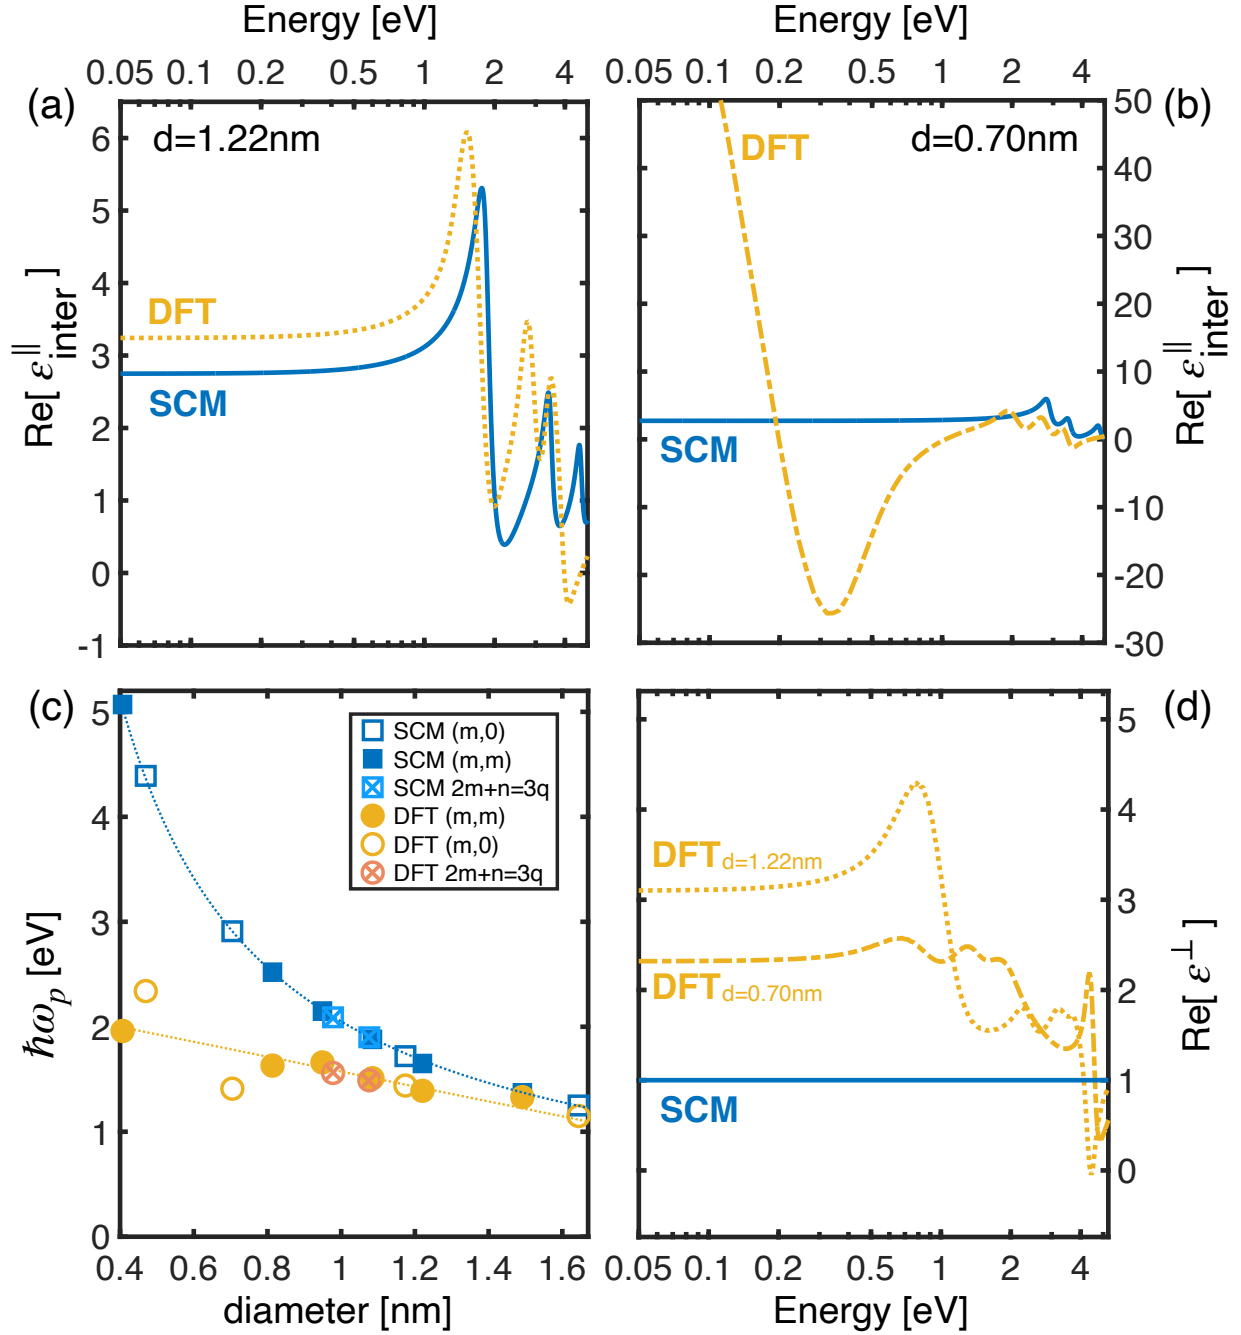 Energy [eV]
Energy [eV]
0.05 0.1 0.2 0.5 1 2 4
0.05 0.1 0.2 0.5 1 2 4
(a)
d=1.22nm
6
5
4
3
2
1
0
-1
Re[ ε∥inter ]
DFT
SCM
(b)
d=0.70nm
DFT
SCM
50
40
30
20
10
0
-10
-20
-30
Re[ ε∥inter ]
(c)
5
4
3
2
1
0
ħωp [eV]
SCM (m,0)
SCM (m,m)
SCM 2m+n=3q
DFT (m,m)
DFT (m,0)
DFT 2m+n=3q
0.4 0.6 0.8 1 1.2 1.4 1.6
diameter [nm]
(d)
DFTd=1.22nm
DFTd=0.70nm
SCM
5
4
3
2
1
0
Re[ ε⊥ ]
0.05 0.1 0.2 0.5 1 2 4
Energy [eV]